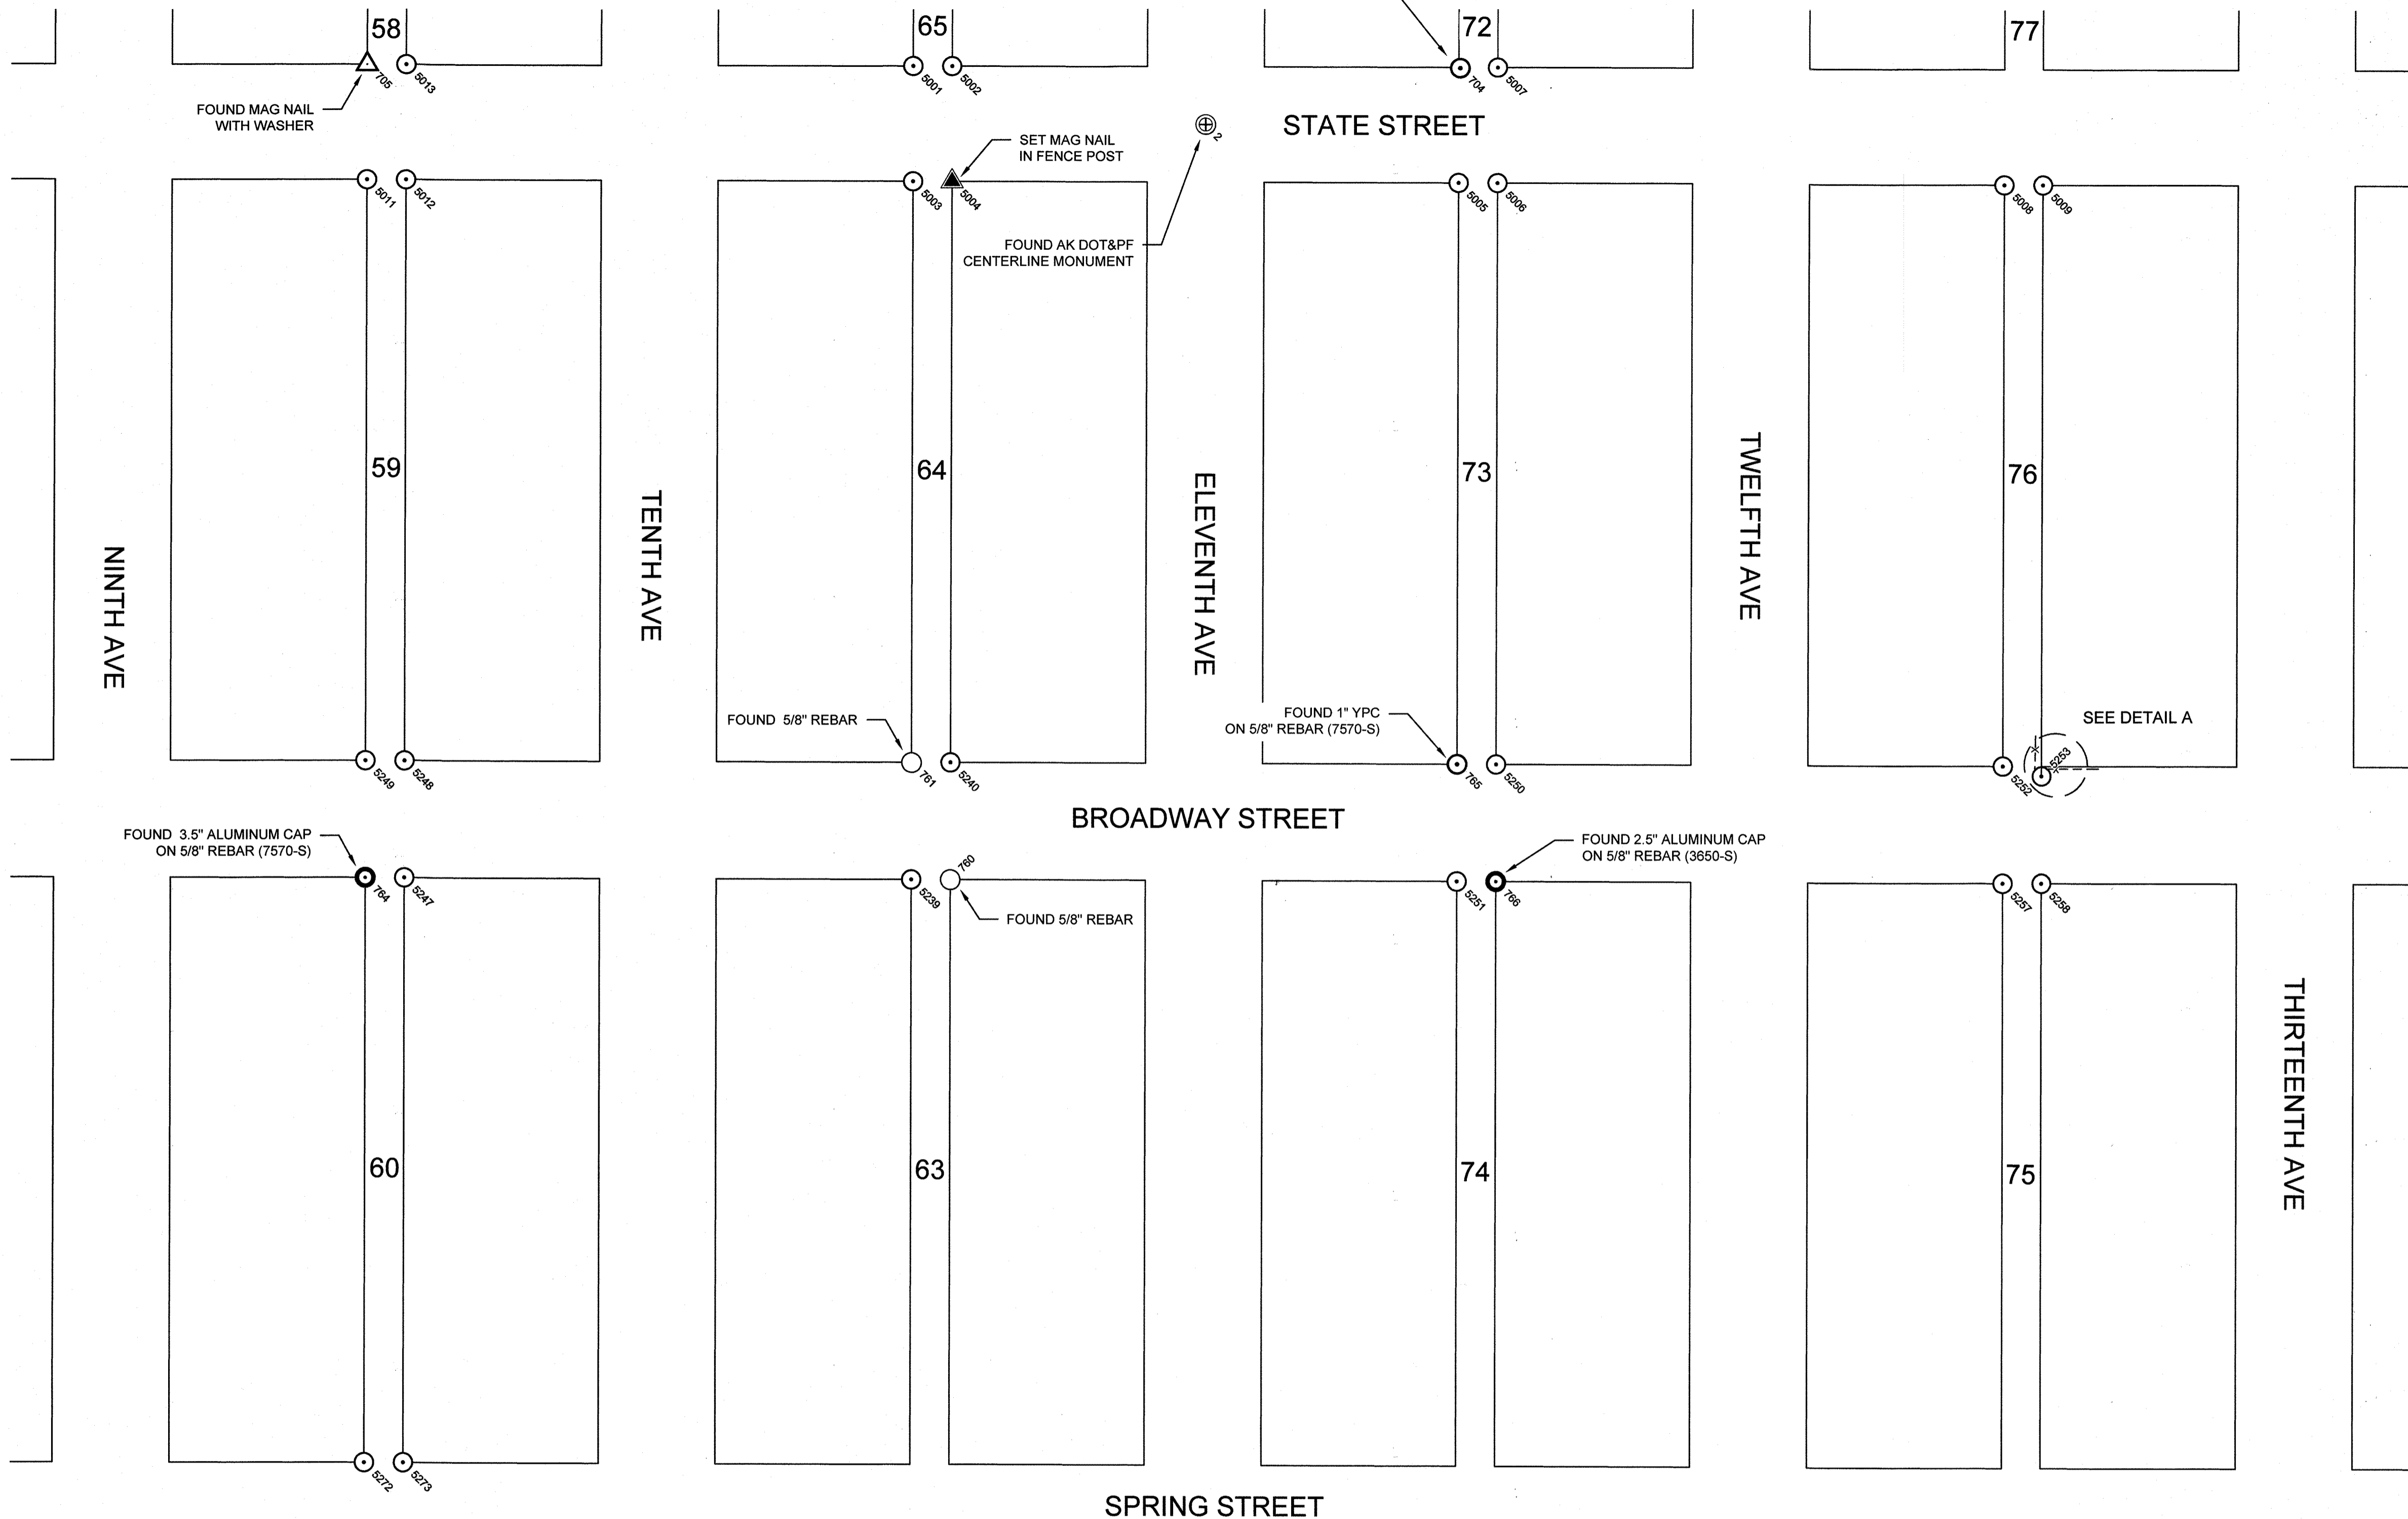 58
65
72
77
705
5013
5001
5002
704
5007
FOUND MAG NAIL
WITH WASHER
STATE STREET
2
SET MAG NAIL
IN FENCE POST
5011
5012
5003
5004
5005
5006
5008
5009
FOUND AK DOT&PF
CENTERLINE MONUMENT
59
64
73
76
NINTH AVE
TENTH AVE
ELEVENTH AVE
TWELFTH AVE
FOUND 5/8" REBAR
FOUND 1" YPC
ON 5/8" REBAR (7570-S)
SEE DETAIL A
5249
5248
761
5240
765
5250
5252
5253
BROADWAY STREET
FOUND 3.5" ALUMINUM CAP
ON 5/8" REBAR (7570-S)
FOUND 2.5" ALUMINUM CAP
ON 5/8" REBAR (3650-S)
764
5247
5239
760
5251
766
5257
5258
FOUND 5/8" REBAR
THIRTEENTH AVE
60
63
74
75
5272
5273
SPRING STREET